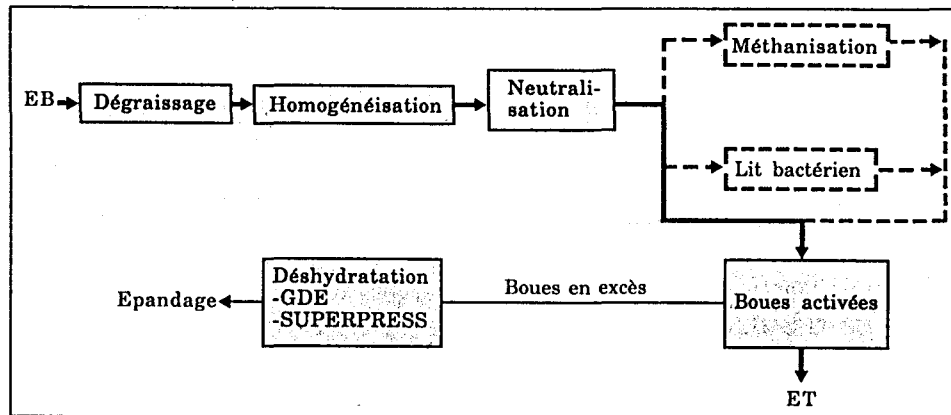 Méthanisation
EB
Dégraissage
Homogénéisation
Neutrali-
sation
Lit bactérien
Déshydratation
-GDE
-SUPERPRESS
Epandage
Boues en excès
Boues activées
ET